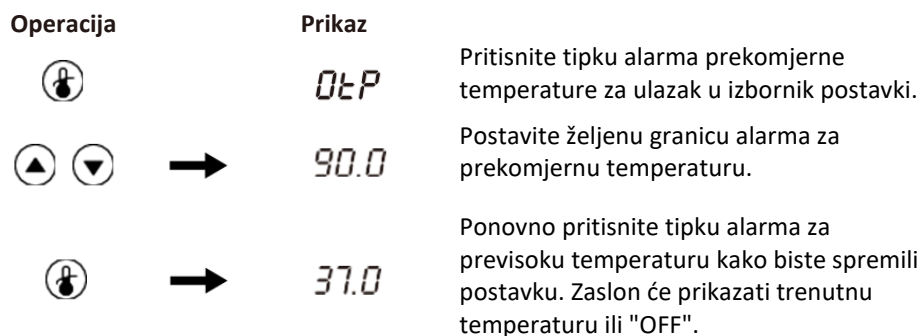 Operacija Prikaz
OtP
Pritisnite tipku alarma prekomjerne
temperature za ulazak u izbornik postavki.
90.0
Postavite željenu granicu alarma za
prekomjernu temperaturu.
37.0
Ponovno pritisnite tipku alarma za
previsoku temperaturu kako biste spremili
postavku. Zaslon će prikazati trenutnu
temperaturu ili "OFF".